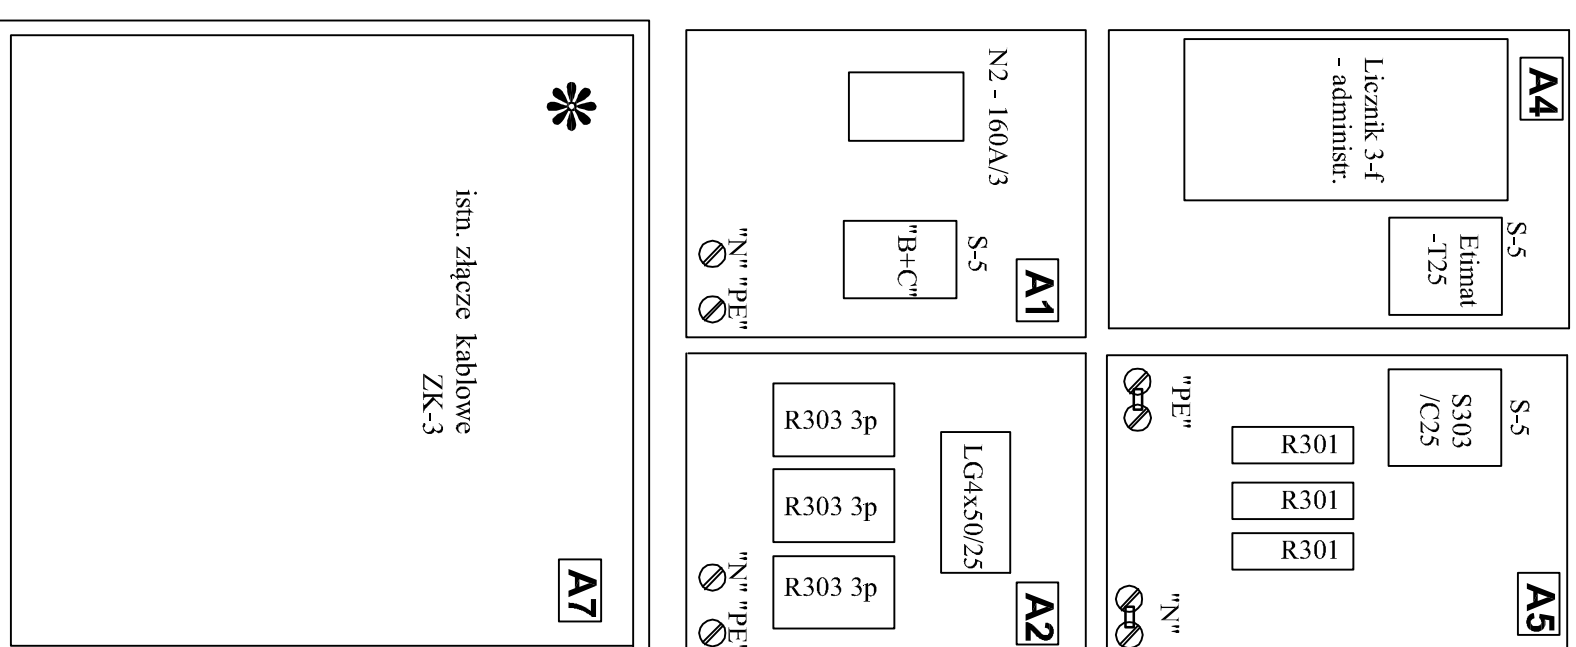 istn. złącze kablowe
ZK-3
A7
N2 - 160A/3
S-5
"B+C"
"N" "PE"
A1
R303 3p
R303 3p
R303 3p
LG4x50/25
"N" "PE"
A2
Licznik 3-f
- administr.
A4
S-5
Etimat
-T25
"PE"
S-5
S303
/C25
R301
R301
R301
"N"
A5